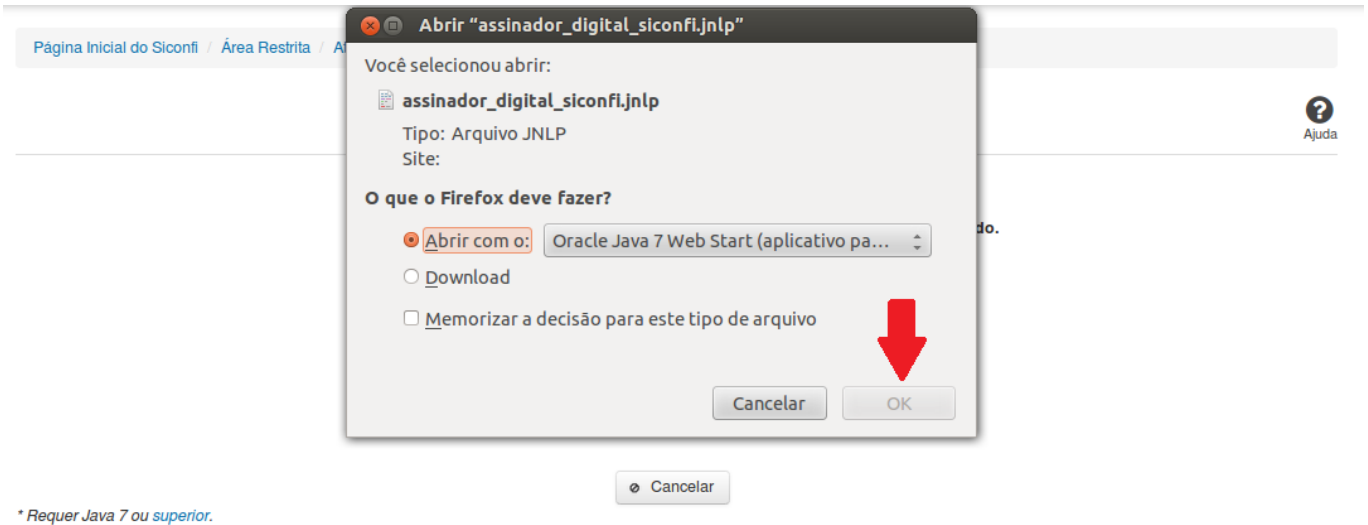 Abrir “assinador_digital_siconfi.jnlp”
Página Inicial do Siconfi / Área Restrita /
Você selecionou abrir:
assinador_digital_siconfi.jnlp
Tipo: Arquivo JNLP
Site:
Ajuda
O que o Firefox deve fazer?
do.
Abrir com o: Oracle Java 7 Web Start (aplicativo pa...
Download
Memorizar a decisão para este tipo de arquivo
Cancelar OK
Cancelar
* Requer Java 7 ou superior.